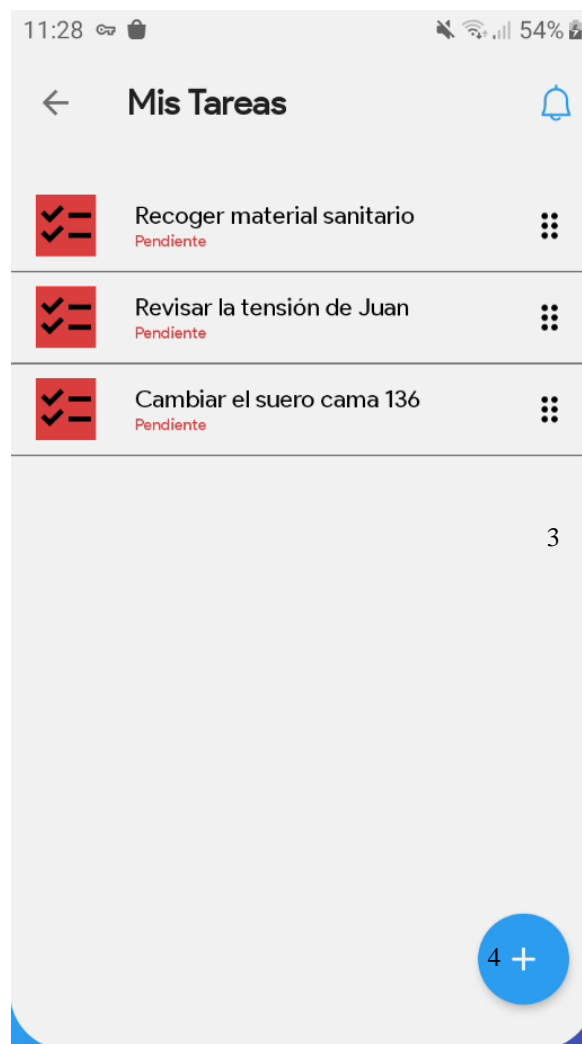 11:28 54%
Mis Tareas
Recoger material sanitario
Pendiente
Revisar la tensión de Juan
Pendiente
Cambiar el suero cama 136
Pendiente
3
4 +